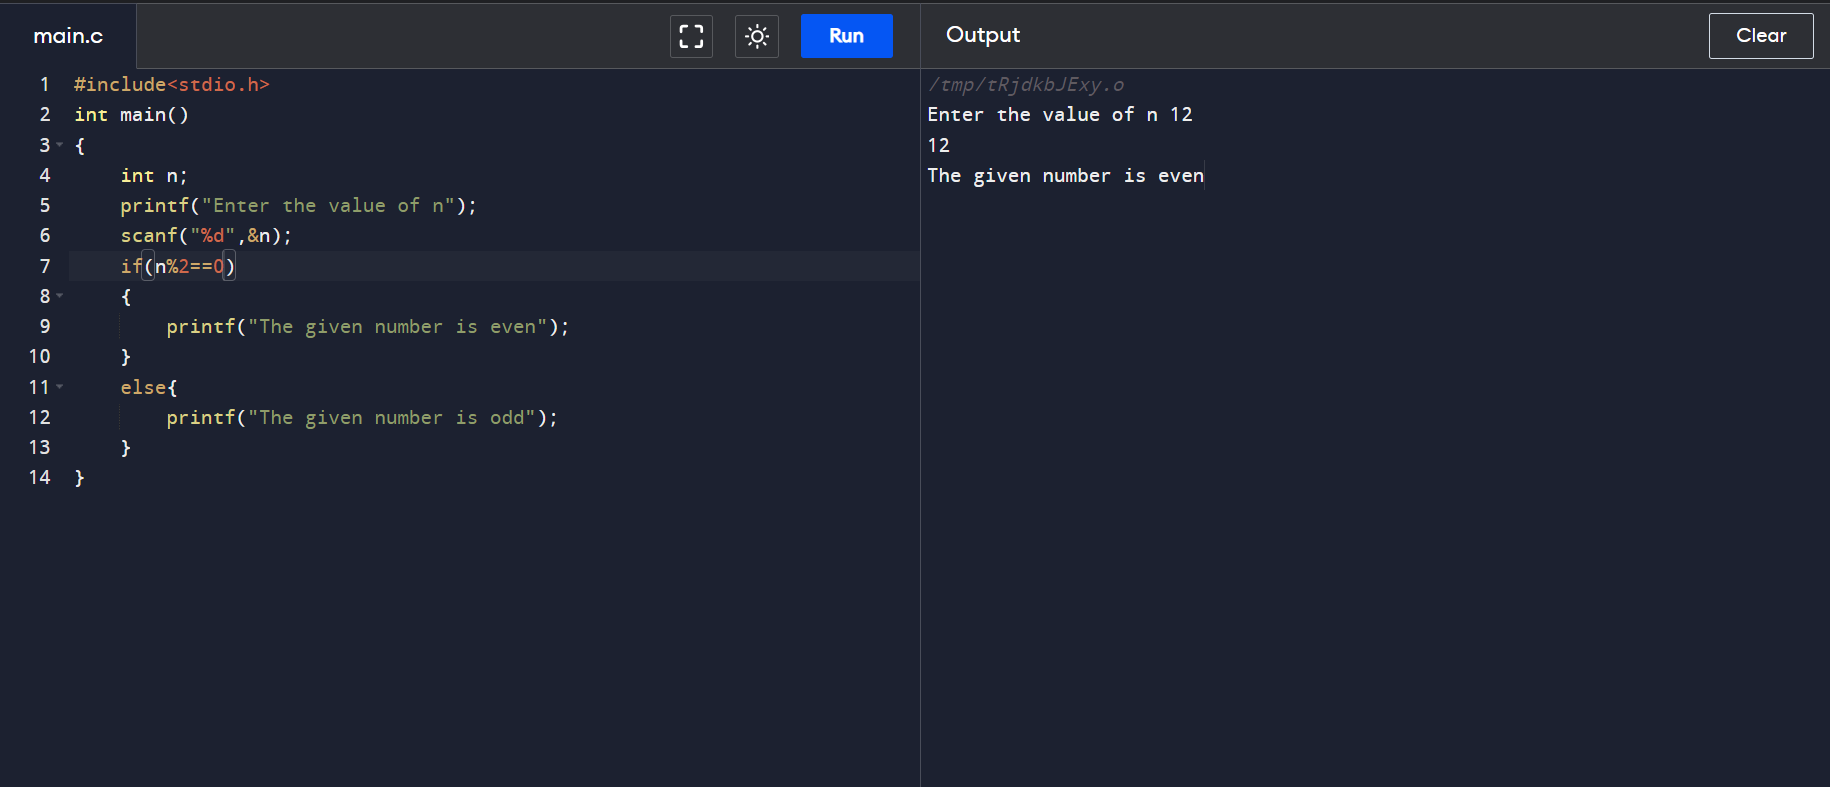 main.c
Run
1 #include<stdio.h>
2 int main()
3 {
4     int n;
5     printf("Enter the value of n");
6     scanf("%d",&n);
7     if(n%2==0)
8     {
9         printf("The given number is even");
10     }
11     else{
12         printf("The given number is odd");
13     }
14 }
Output
Clear
/tmp/tRjdkbJExy.o
Enter the value of n 12
12
The given number is even